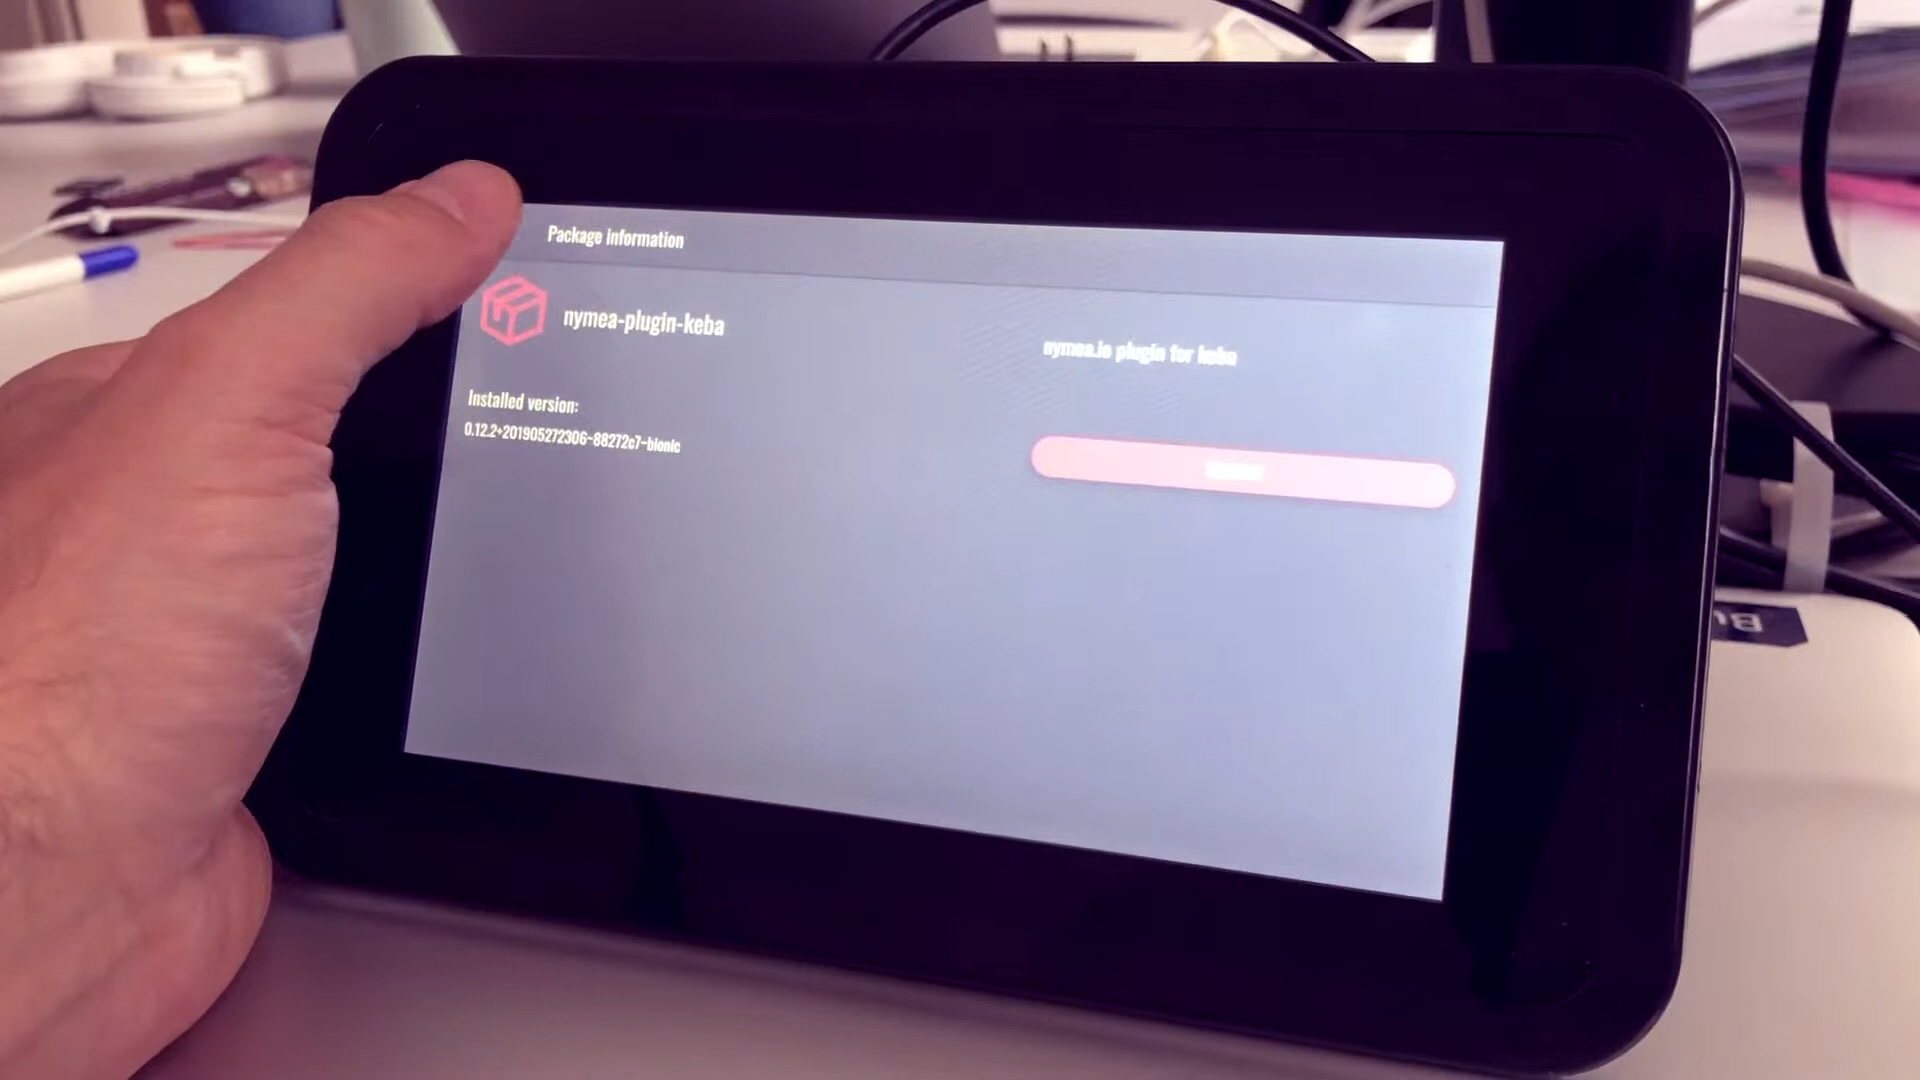 Package information
nymea-plugin-keba
nymea.io plugin for keba
Installed version:
0.12.2+201905272306~88272c7~bionic